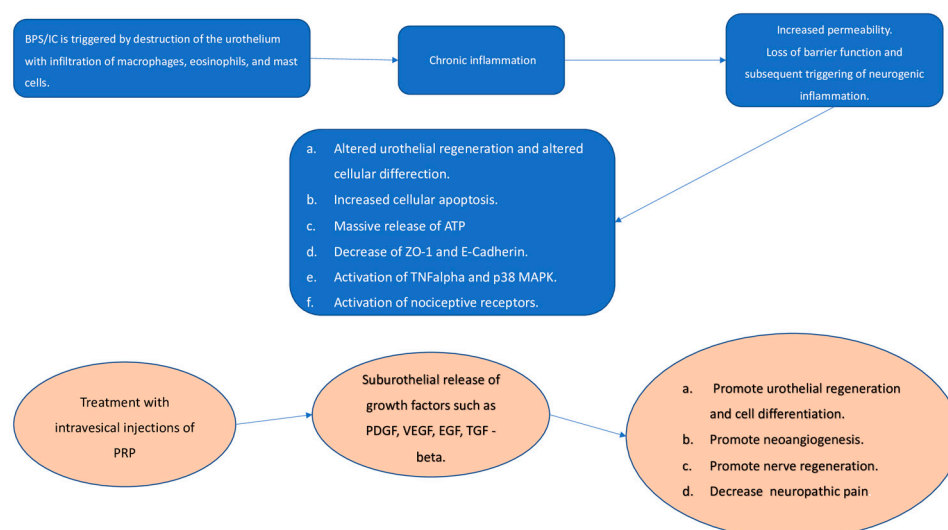 BPS/IC is triggered by destruction of the urothelium
with infiltration of macrophages, eosinophils, and mast
cells.
Chronic inflammation
Increased permeability.
Loss of barrier function and
subsequent triggering of neurogenic
inflammation.
a. Altered urothelial regeneration and altered
cellular differection.
b. Increased cellular apoptosis.
c. Massive release of ATP
d. Decrease of ZO-1 and E-Cadherin.
e. Activation of TNFalpha and p38 MAPK.
f. Activation of nociceptive receptors.
Treatment with
intravesical injections of
PRP
Suburothelial release of
growth factors such as
PDGF, VEGF, EGF, TGF -
beta.
a. Promote urothelial regeneration
and cell differentiation.
b. Promote neoangiogenesis.
c. Promote nerve regeneration.
d. Decrease neuropathic pain